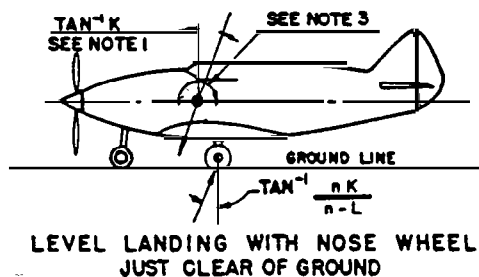 TAN⁻¹ K
SEE NOTE 1
SEE NOTE 3
GROUND LINE
TAN⁻¹ nK
n-L
LEVEL LANDING WITH NOSE WHEEL
JUST CLEAR OF GROUND